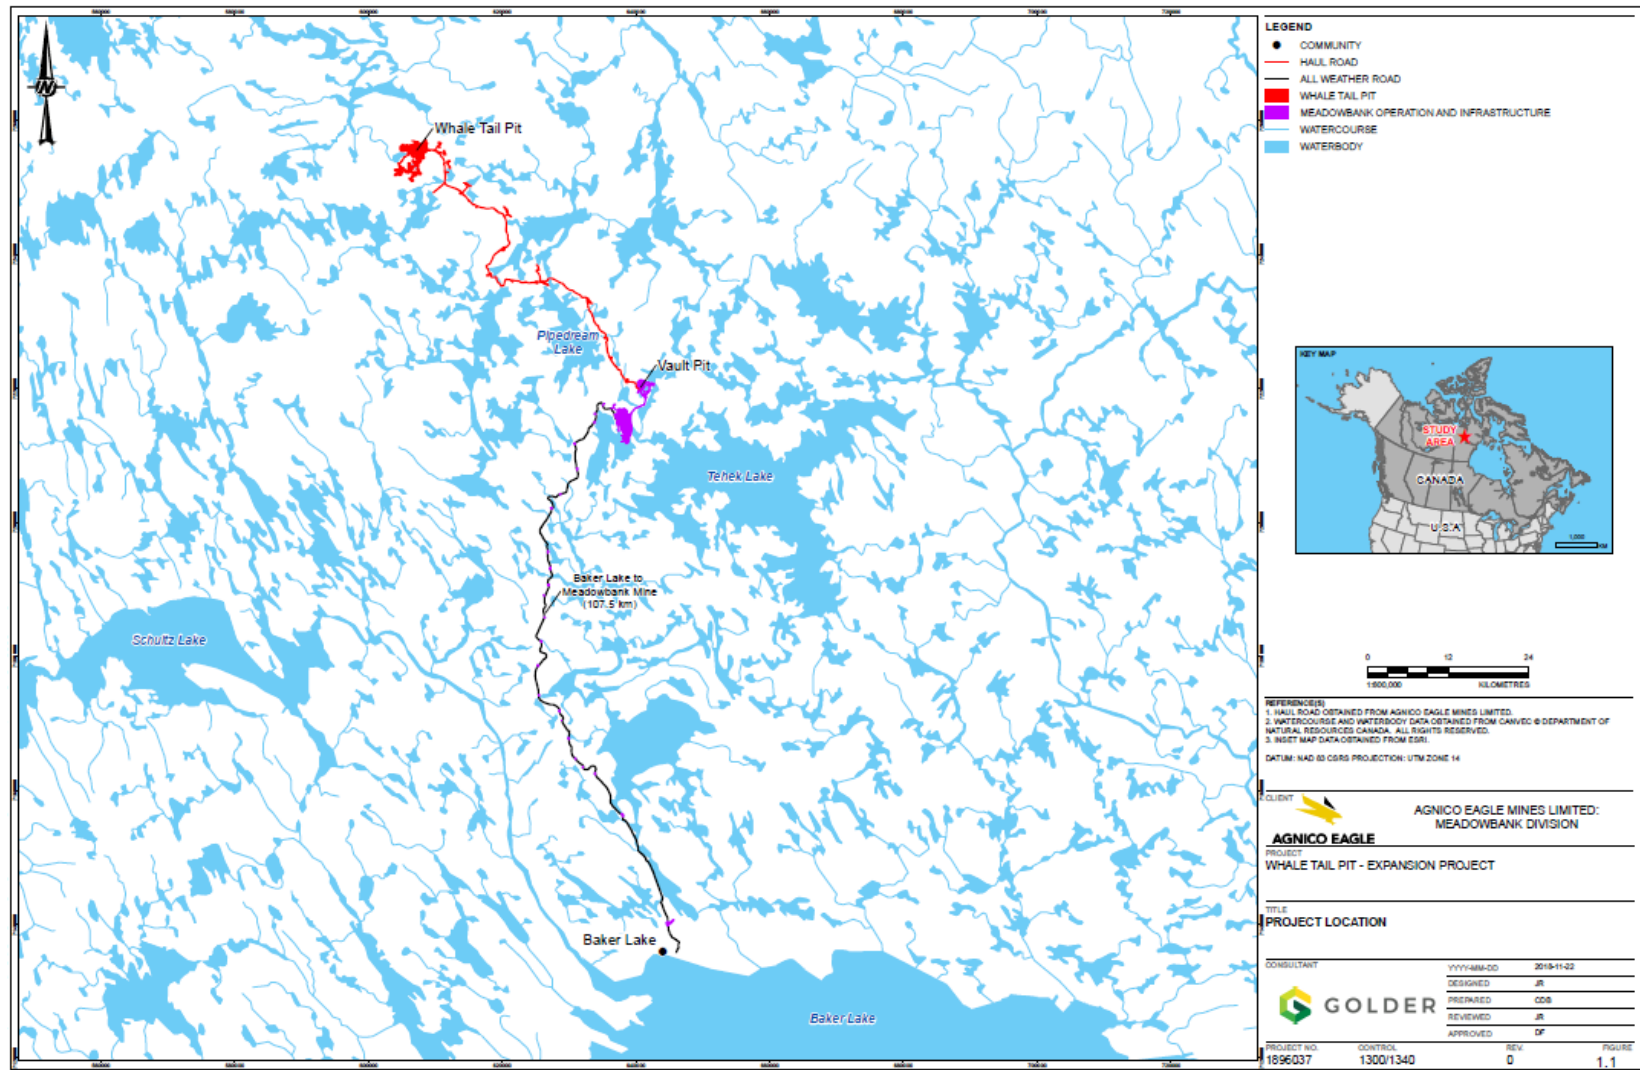 N
Whale Tail Pit
Pipedream
Lake
Vault Pit
Tehek Lake
Baker Lake to
Meadowbank Mine
(107.5 km)
Schultz Lake
Baker Lake
Baker Lake
LEGEND
COMMUNITY
HAUL ROAD
ALL WEATHER ROAD
WHALE TAIL PIT
MEADOWBANK OPERATION AND INFRASTRUCTURE
WATERCOURSE
WATERBODY
KEY MAP
STUDY
AREA
CANADA
U.S.A
1,000
KM
0 12 24
1:600,000 KILOMETRES
REFERENCE(S)
1. HAUL ROAD OBTAINED FROM AGNICO EAGLE MINES LIMITED.
2. WATERCOURSE AND WATERBODY DATA OBTAINED FROM CANVEC © DEPARTMENT OF
NATURAL RESOURCES CANADA. ALL RIGHTS RESERVED.
3. INSET MAP DATA OBTAINED FROM ESRI.
DATUM: NAD 83 CSRS PROJECTION: UTM ZONE 14
CLIENT
AGNICO EAGLE
AGNICO EAGLE MINES LIMITED:
MEADOWBANK DIVISION
PROJECT
WHALE TAIL PIT - EXPANSION PROJECT
TITLE
PROJECT LOCATION
CONSULTANT
GOLDER
YYYY-MM-DD 2018-11-22
DESIGNED JR
PREPARED CDB
REVIEWED JR
APPROVED DF
PROJECT NO. CONTROL REV. FIGURE
1896037 1300/1340 0 1.1